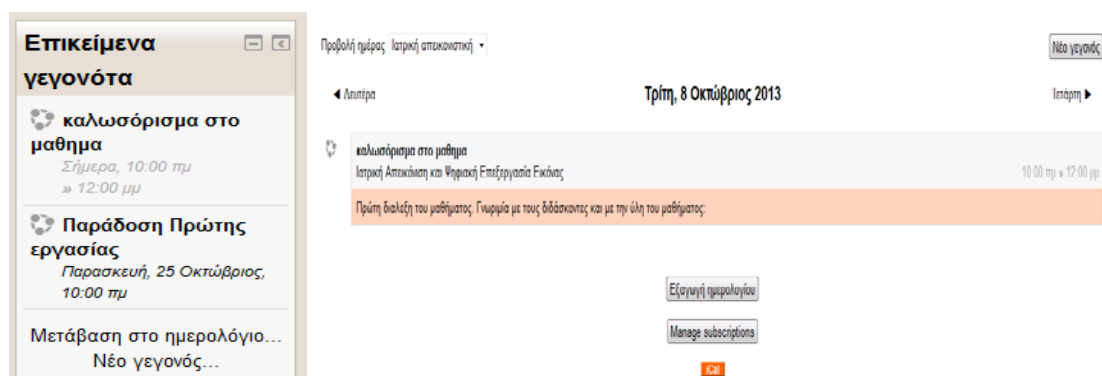 Επικείμενα
γεγονότα
καλωσόρισμα στο
μαθημα
Σήμερα, 10:00 πμ
» 12:00 μμ
Παράδοση Πρώτης
εργασίας
Παρασκευή, 25 Οκτώβριος,
10:00 πμ
Μετάβαση στο ημερολόγιο...
Νέο γεγονός...
Προβολή ημέρας Ιατρική απεικονιστική
Νέο γεγονός
◀ Δευτέρα
Τρίτη, 8 Οκτώβριος 2013
Τετάρτη ▶
καλωσόρισμα στο μαθημα
Ιατρική Απεικόνιση και Ψηφιακή Επεξεργασία Εικόνας
10:00 πμ » 12:00 μμ
Πρώτη διαλεξη του μαθήματος. Γνωριμία με τους διδάσκοντες και με την ύλη του μαθήματος:
Εξαγωγή ημερολογίου
Manage subscriptions
iCal